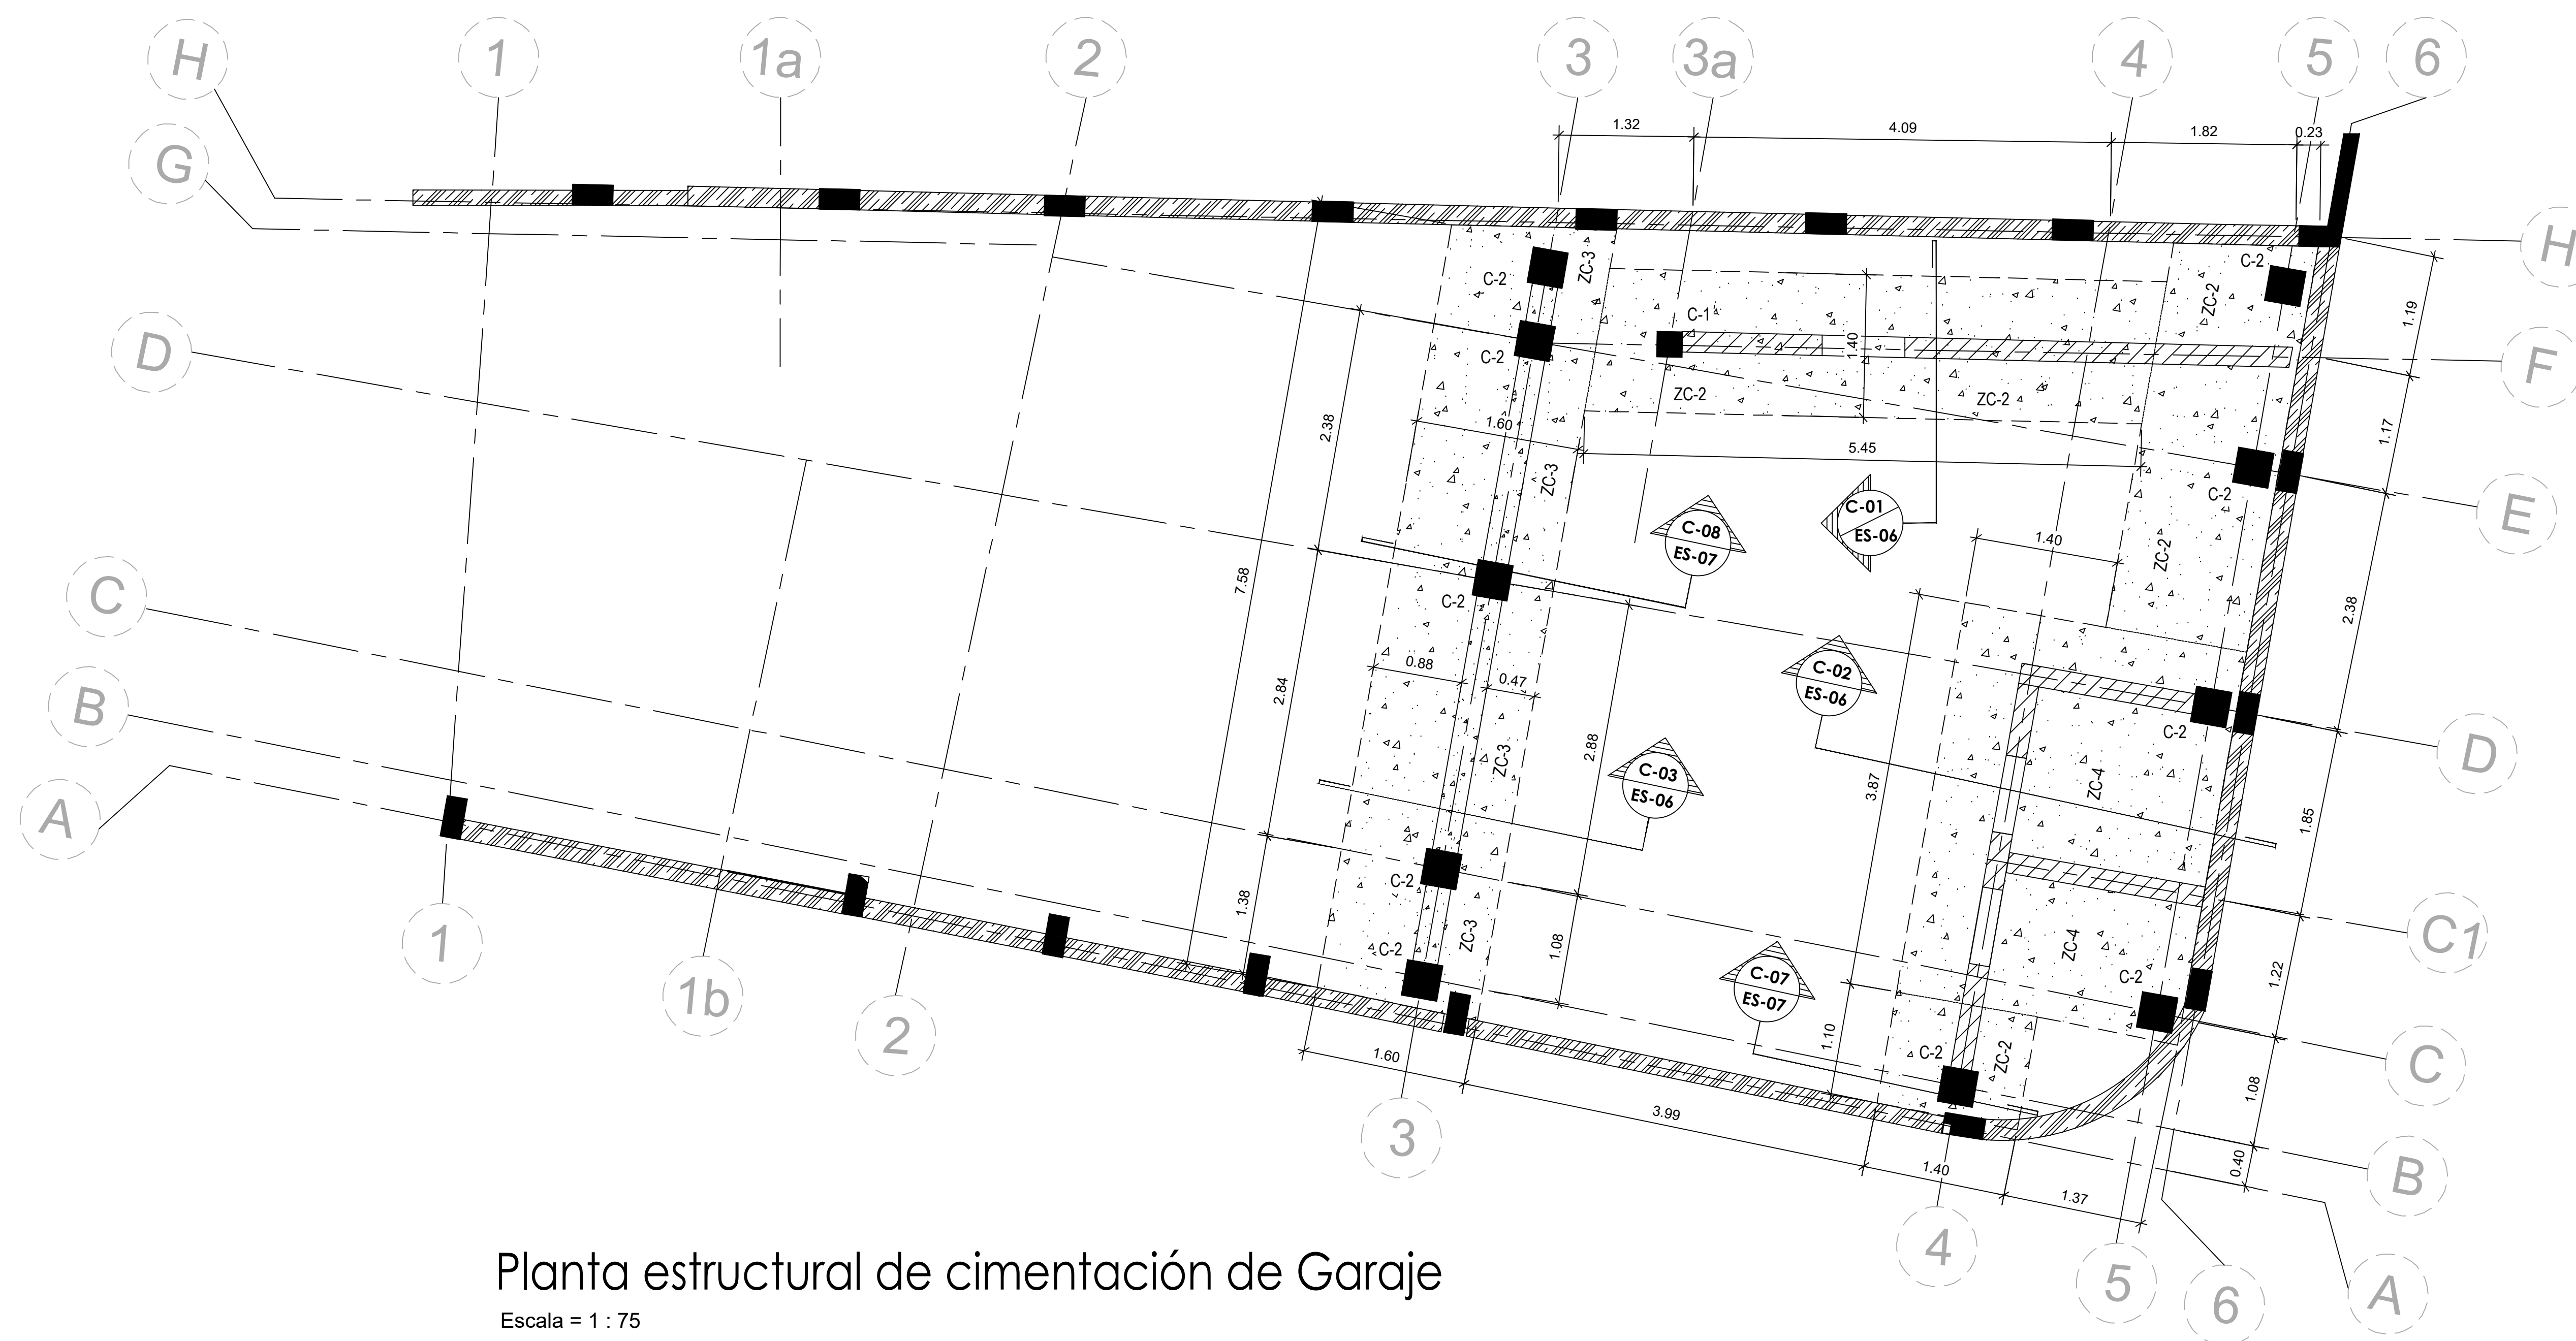 H
1
1a
2
3
3a
4
5
6
G
1.32
4.09
1.82
0.23
H
C-2
ZC-3
C-2
ZC-2
1.19
C-1
1.40
F
D
C-2
ZC-2
ZC-2
2.38
1.60
5.45
1.17
ZC-3
C-2
E
C-08
ES-07
C-01
ES-06
1.40
ZC-2
C
7.58
C-2
2.38
0.88
0.47
C-02
ES-06
2.84
B
C-2
D
2.88
ZC-3
C-03
ES-06
3.87
ZC-4
1.85
A
C-2
1.38
ZC-3
1.08
C-2
ZC-4
C1
1
C-07
ES-07
C-2
1.22
1b
2
1.10
C-2
ZC-2
1.60
C
1.08
3.99
3
1.40
0.40
B
1.37
4
5
6
A
Planta estructural de cimentación de Garaje
Escala = 1 : 75